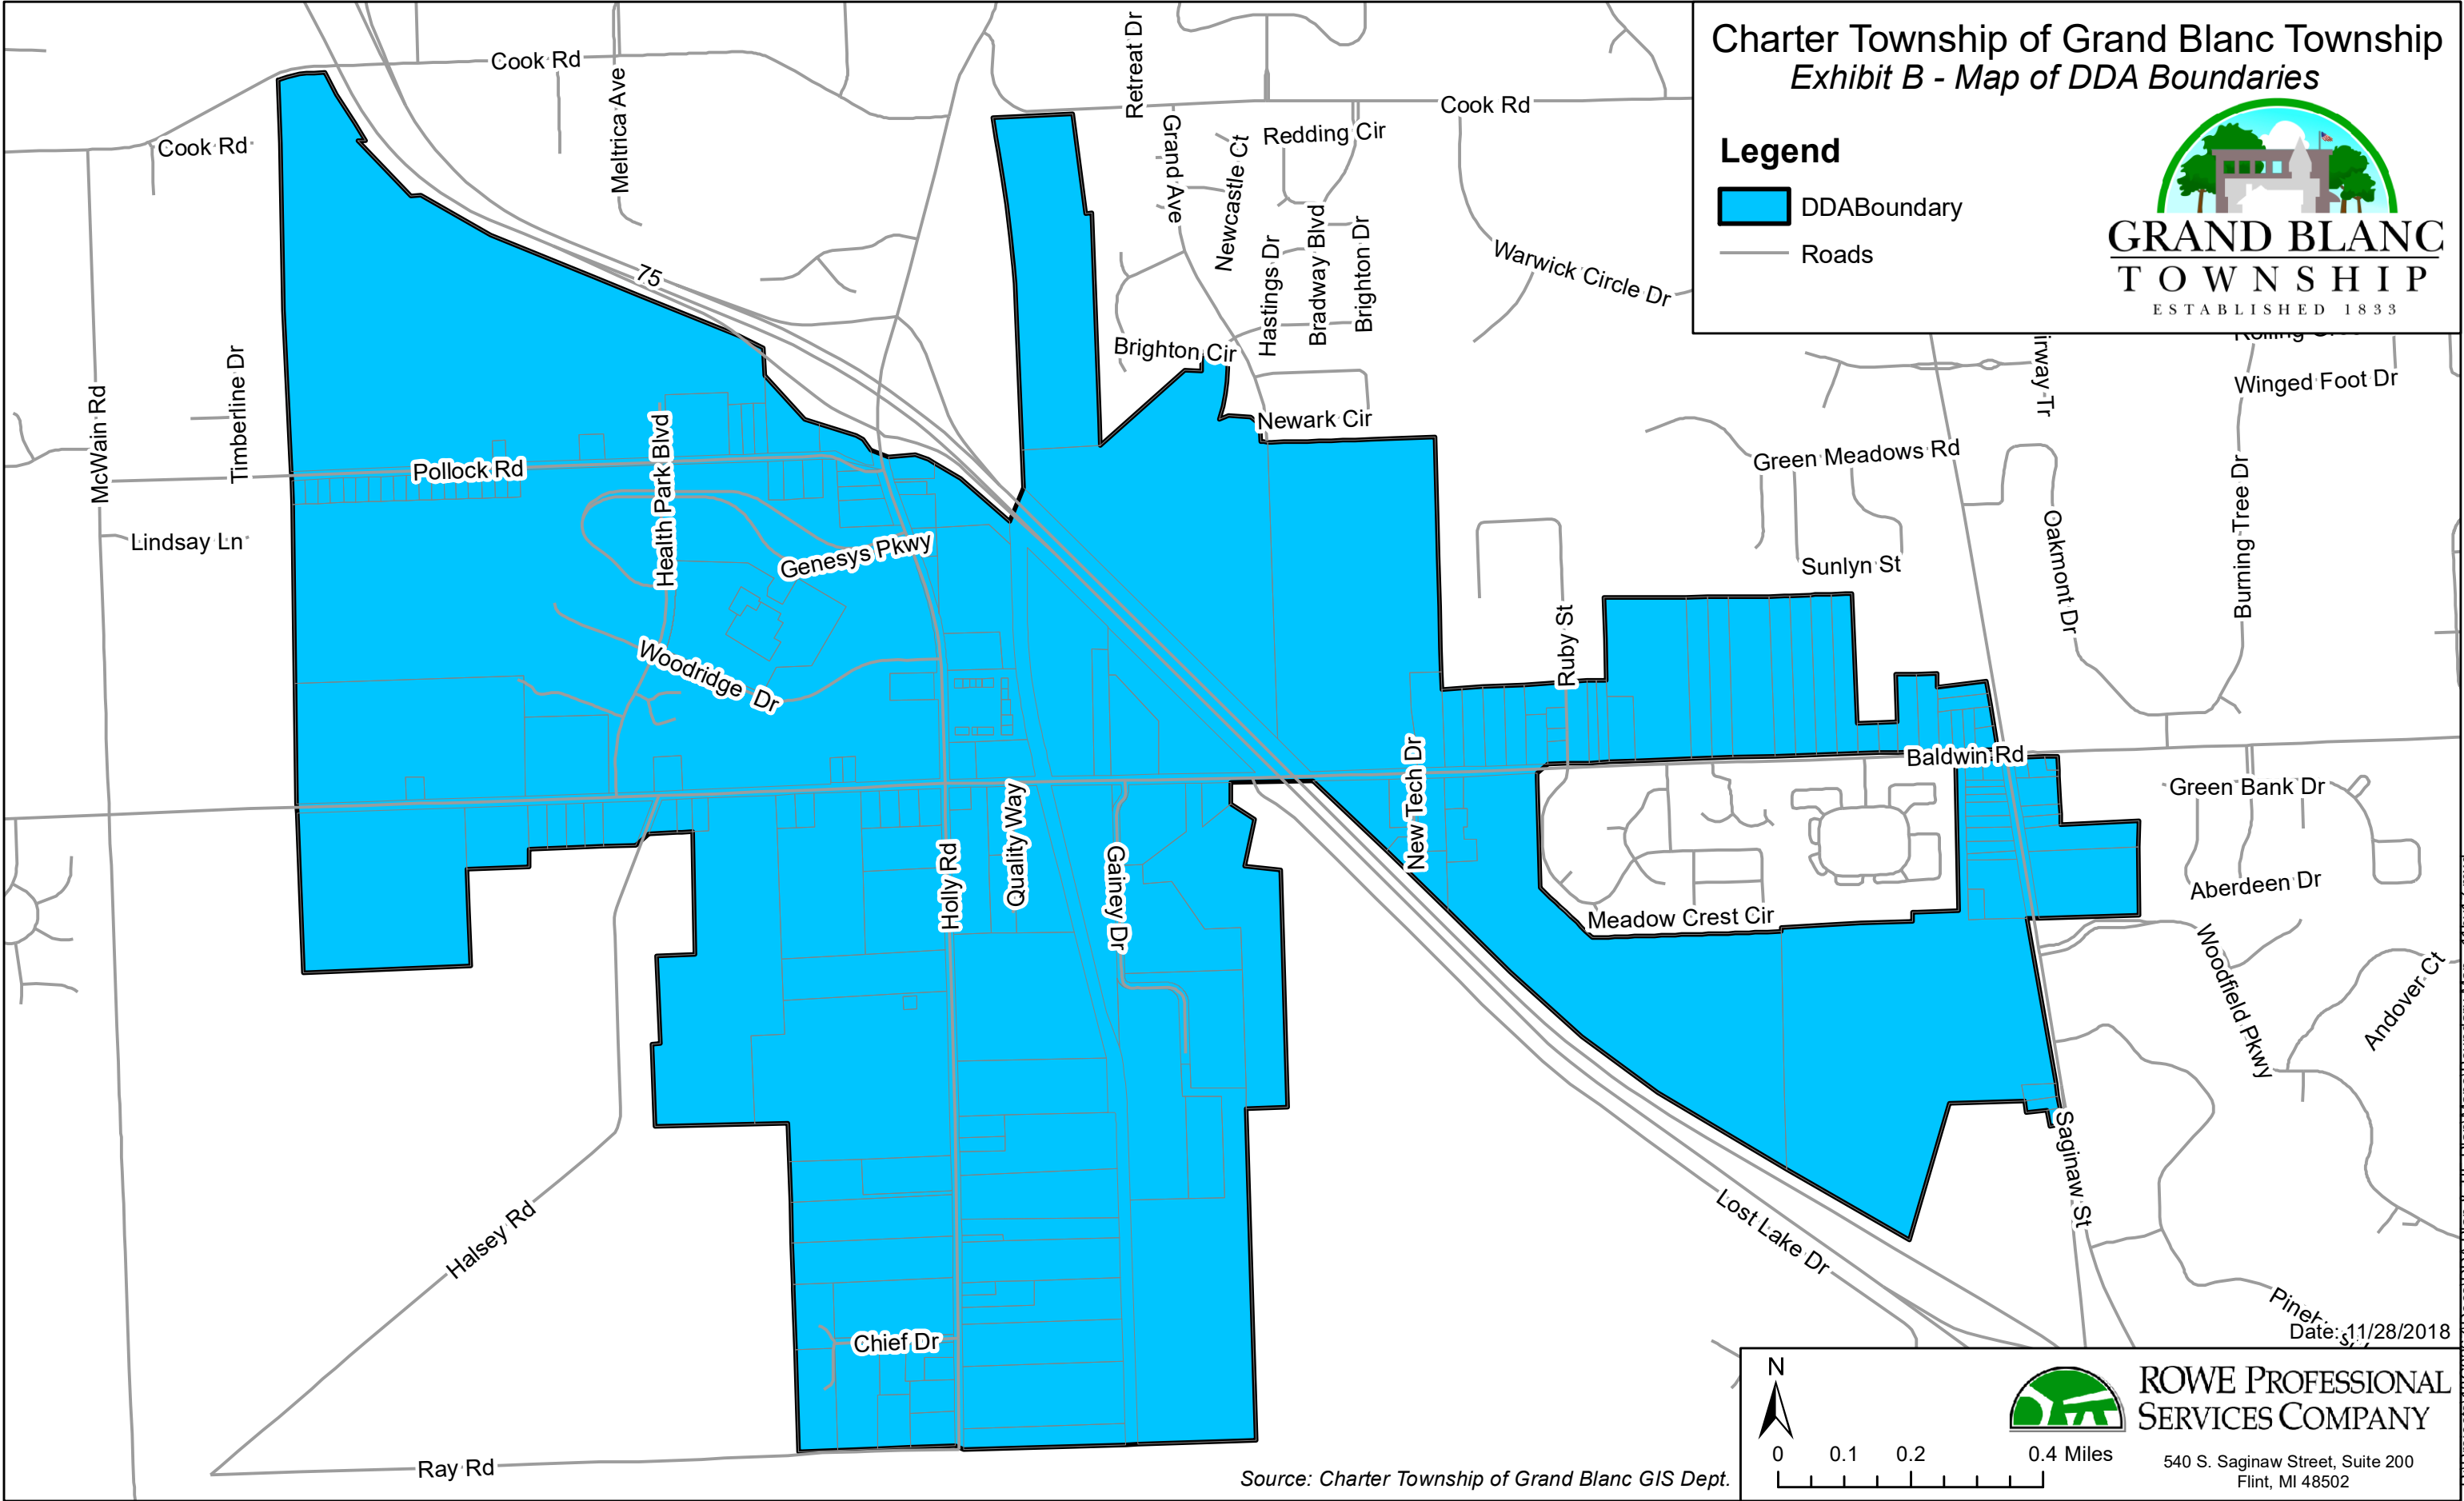 Charter Township of Grand Blanc Township
Exhibit B - Map of DDA Boundaries
Legend
DDABoundary
Roads
GRAND BLANC
TOWNSHIP
ESTABLISHED 1833
Cook Rd
Cook Rd
Cook Rd
Meltrica Ave
Retreat Dr
Grand Ave
Newcastle Ct
Redding Cir
Hastings Dr
Bradway Blvd
Brighton Dr
Warwick Circle Dr
75
Brighton Cir
Newark Cir
McWain Rd
Timberline Dr
Pollock Rd
Health Park Blvd
Lindsay Ln
Genesys Pkwy
Woodridge Dr
Winged Foot Dr
Green Meadows Rd
Sunlyn St
Oakmont Dr
Burning Tree Dr
Ruby St
Baldwin Rd
New Tech Dr
Green Bank Dr
Aberdeen Dr
Meadow Crest Cir
Holly Rd
Quality Way
Gainey Dr
Woodfield Pkwy
Andover Ct
Saginaw St
Lost Lake Dr
Halsey Rd
Chief Dr
Ray Rd
Date: 11/28/2018
N
0 0.1 0.2 0.4 Miles
ROWE PROFESSIONAL
SERVICES COMPANY
540 S. Saginaw Street, Suite 200
Flint, MI 48502
Source: Charter Township of Grand Blanc GIS Dept.